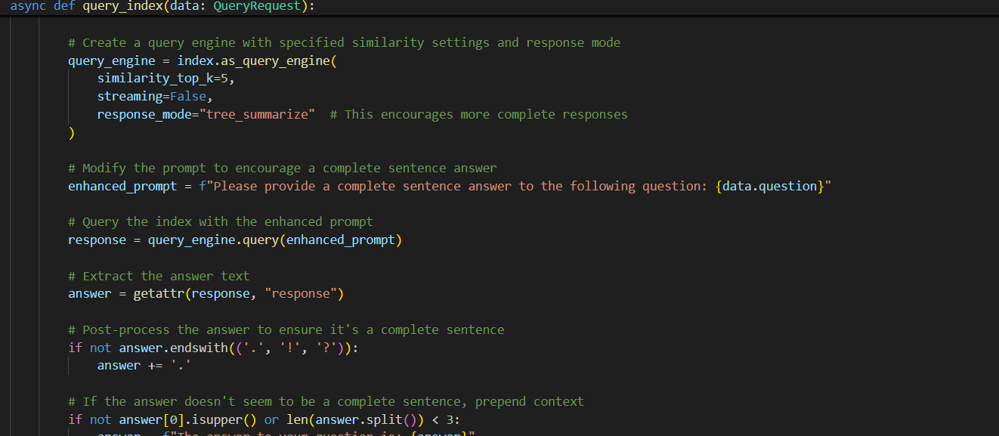 async def query_index(data: QueryRequest):
# Create a query engine with specified similarity settings and response mode
query_engine = index.as_query_engine(
similarity_top_k=5,
streaming=False,
response_mode="tree_summarize"  # This encourages more complete responses
)
# Modify the prompt to encourage a complete sentence answer
enhanced_prompt = f"Please provide a complete sentence answer to the following question: {data.question}"
# Query the index with the enhanced prompt
response = query_engine.query(enhanced_prompt)
# Extract the answer text
answer = getattr(response, "response")
# Post-process the answer to ensure it's a complete sentence
if not answer.endswith(('.', '!', '?')):
answer += '.'
# If the answer doesn't seem to be a complete sentence, prepend context
if not answer[0].isupper() or len(answer.split()) < 3:
answer = f"The answer to your question is: {answer}"